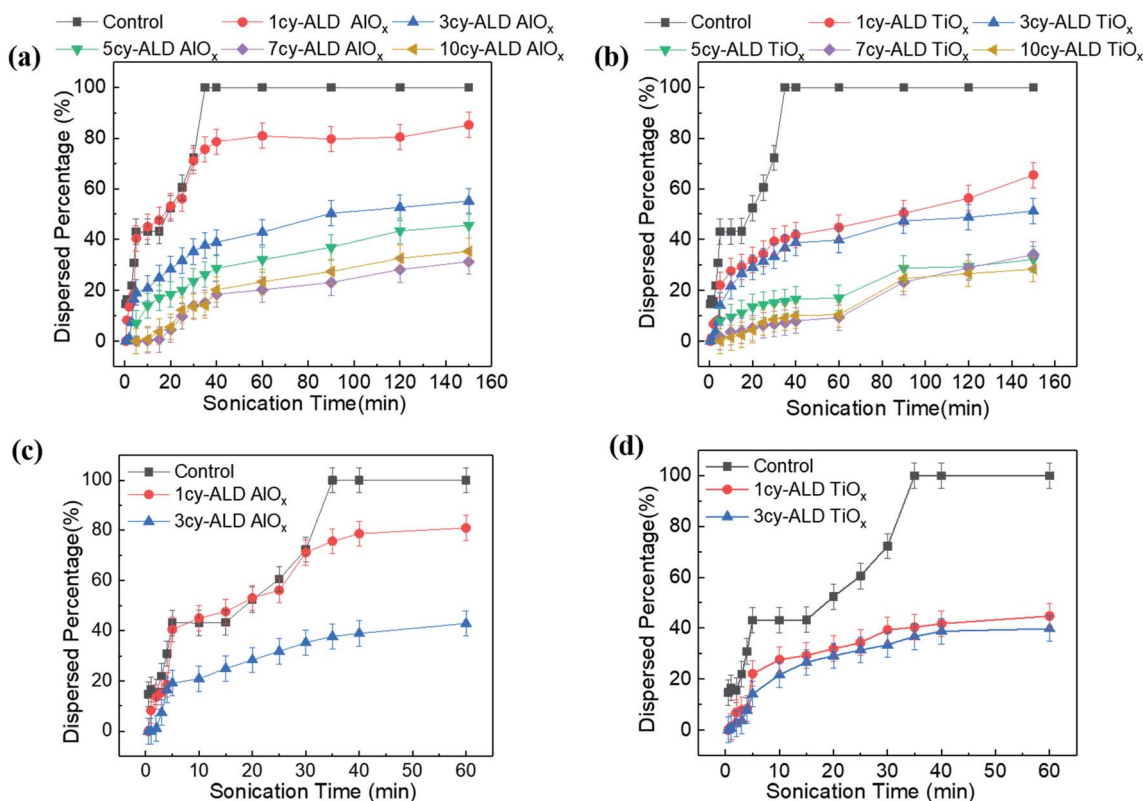 (a)
Control 1cy-ALD AlOₓ 3cy-ALD AlOₓ
5cy-ALD AlOₓ 7cy-ALD AlOₓ 10cy-ALD AlOₓ
Dispersed Percentage (%)
100
80
60
40
20
0
0 20 40 60 80 100 120 140 160
Sonication Time(min)
(b)
Control 1cy-ALD TiOₓ 3cy-ALD TiOₓ
5cy-ALD TiOₓ 7cy-ALD TiOₓ 10cy-ALD TiOₓ
Dispersed Percentage (%)
100
80
60
40
20
0
0 20 40 60 80 100 120 140 160
Sonication Time(min)
(c)
Control
1cy-ALD AlOₓ
3cy-ALD AlOₓ
Dispersed Percentage(%)
100
80
60
40
20
0
0 10 20 30 40 50 60
Sonication Time (min)
(d)
Control
1cy-ALD TiOₓ
3cy-ALD TiOₓ
Dispersed Percentage(%)
100
80
60
40
20
0
0 10 20 30 40 50 60
Sonication Time (min)